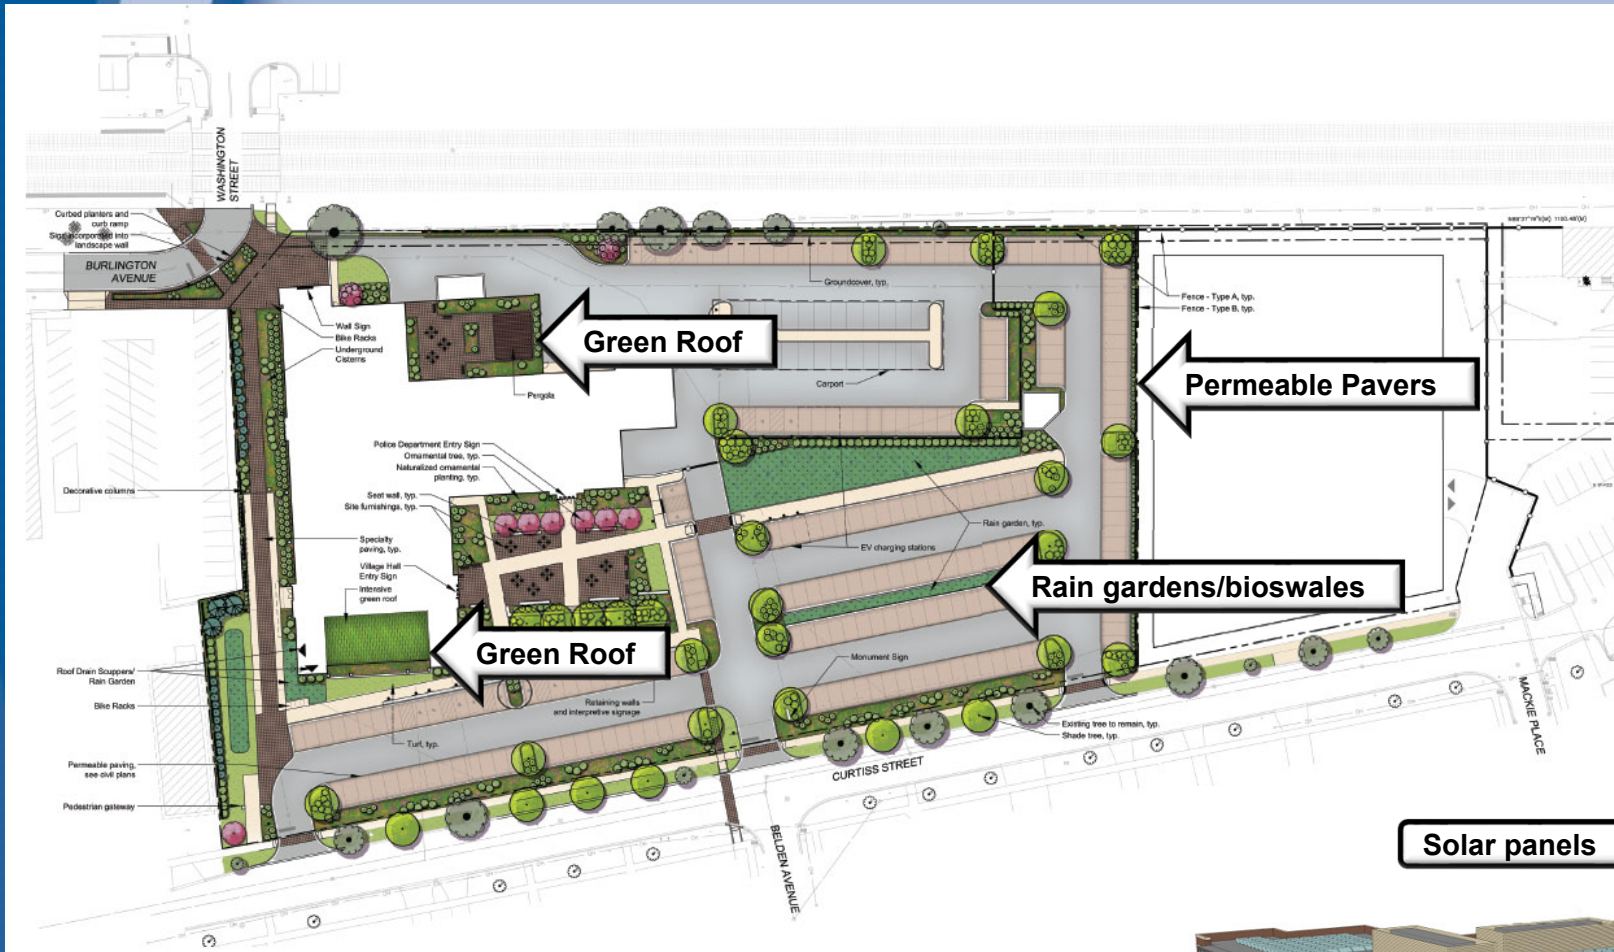 WASHINGTON
STREET
Curbed planters and
curb ramp
Sign incorporated into
landscape wall
BURLINGTON
AVENUE
Wall Sign
Bike Racks
Underground
Cisterns
Pergola
Green Roof
Groundcover, typ.
Carport
Fence - Type A, typ.
Fence - Type B, typ.
Permeable Pavers
Police Department Entry Sign
Ornamental tree, typ.
Naturalized ornamental
planting, typ.
Seat wall, typ.
Site furnishings, typ.
Decorative columns
Specialty
paving, typ.
Village Hall
Entry Sign
Intensive
green roof
Rain garden, typ.
EV charging stations
Rain gardens/bioswales
Green Roof
Roof Drain Scuppers/
Rain Garden
Bike Racks
Monument Sign
Retaining walls
and interpretive signage
Turf, typ.
Existing tree to remain, typ.
Shade tree, typ.
Permeable paving,
see civil plans
Pedestrian gateway
CURTISS STREET
MACKIE PLACE
BELDEN AVENUE
Solar panels